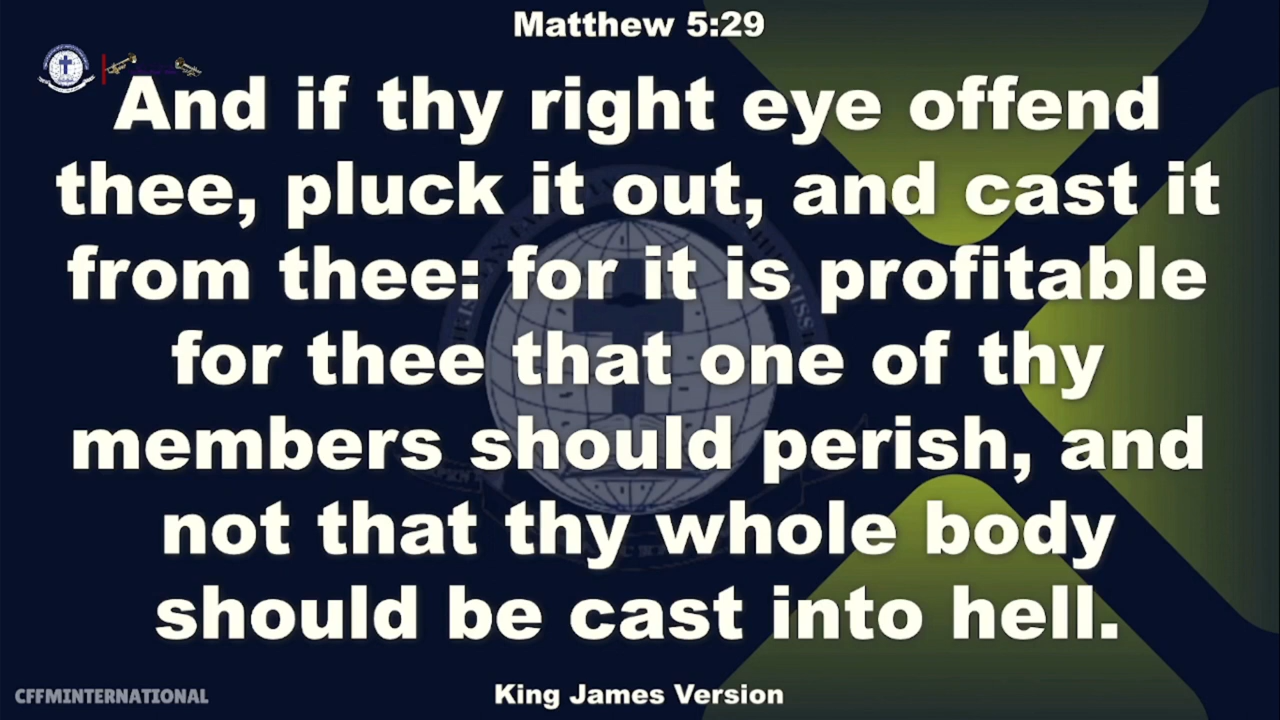 Matthew 5:29
And if thy right eye offend
thee, pluck it out, and cast it
from thee: for it is profitable
for thee that one of thy
members should perish, and
not that thy whole body
should be cast into hell.
King James Version
CFFMINTERNATIONAL